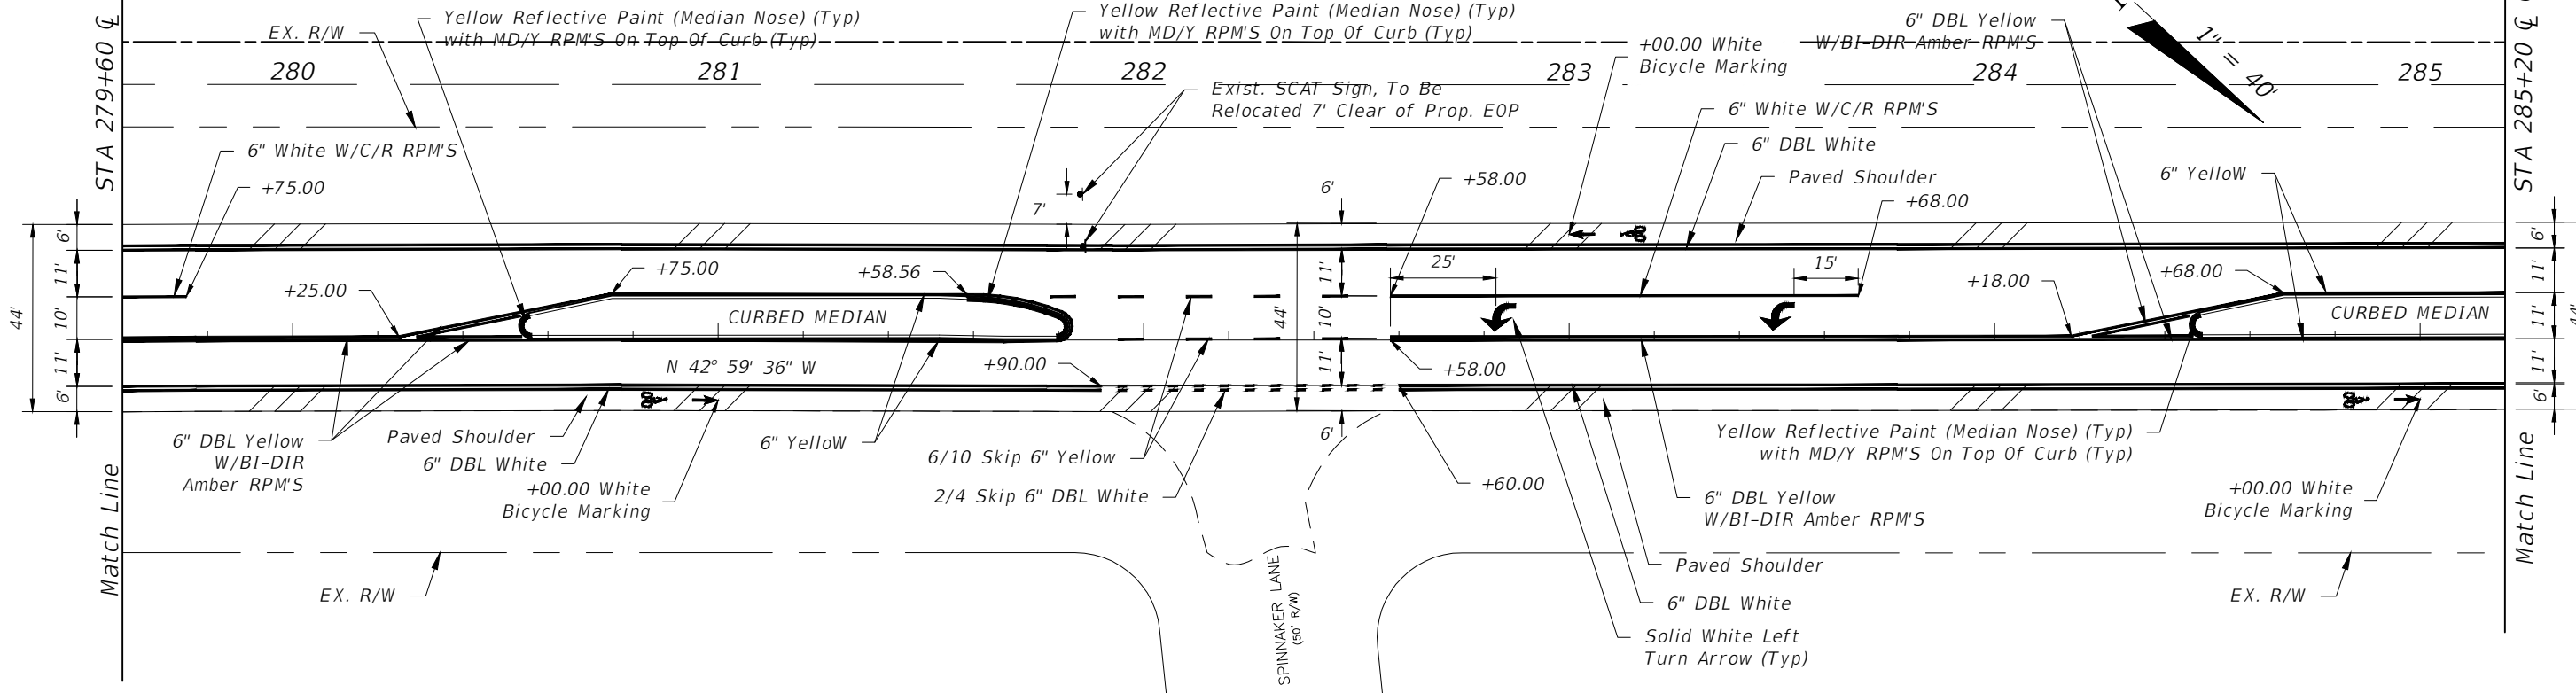 STA 279+60 ℄
Match Line
EX. R/W
Yellow Reflective Paint (Median Nose) (Typ)
with MD/Y RPM'S On Top Of Curb (Typ)
Yellow Reflective Paint (Median Nose) (Typ)
with MD/Y RPM'S On Top Of Curb (Typ)
6" DBL Yellow
W/BI-DIR Amber RPM'S
+00.00 White
Bicycle Marking
1" = 40'
STA 285+20 ℄
Match Line
280
281
282
283
284
285
Exist. SCAT Sign, To Be
Relocated 7' Clear of Prop. EOP
6" White W/C/R RPM'S
6" DBL White
Paved Shoulder
6" White W/C/R RPM'S
+75.00
+58.00
+68.00
6" YelloW
7'
6'
44'
6'
11'
10'
11'
6'
+25.00
+75.00
+58.56
CURBED MEDIAN
44'
11'
10'
11'
6'
25'
15'
+18.00
+68.00
CURBED MEDIAN
6'
11'
11'
11'
6'
44'
N 42° 59' 36" W
+90.00
+58.00
6" DBL Yellow
W/BI-DIR
Amber RPM'S
Paved Shoulder
6" DBL White
+00.00 White
Bicycle Marking
6" YelloW
6/10 Skip 6" Yellow
2/4 Skip 6" DBL White
+60.00
6" DBL Yellow
W/BI-DIR Amber RPM'S
Yellow Reflective Paint (Median Nose) (Typ)
with MD/Y RPM'S On Top Of Curb (Typ)
+00.00 White
Bicycle Marking
Paved Shoulder
6" DBL White
Solid White Left
Turn Arrow (Typ)
EX. R/W
EX. R/W
SPINNAKER LANE
(50' R/W)